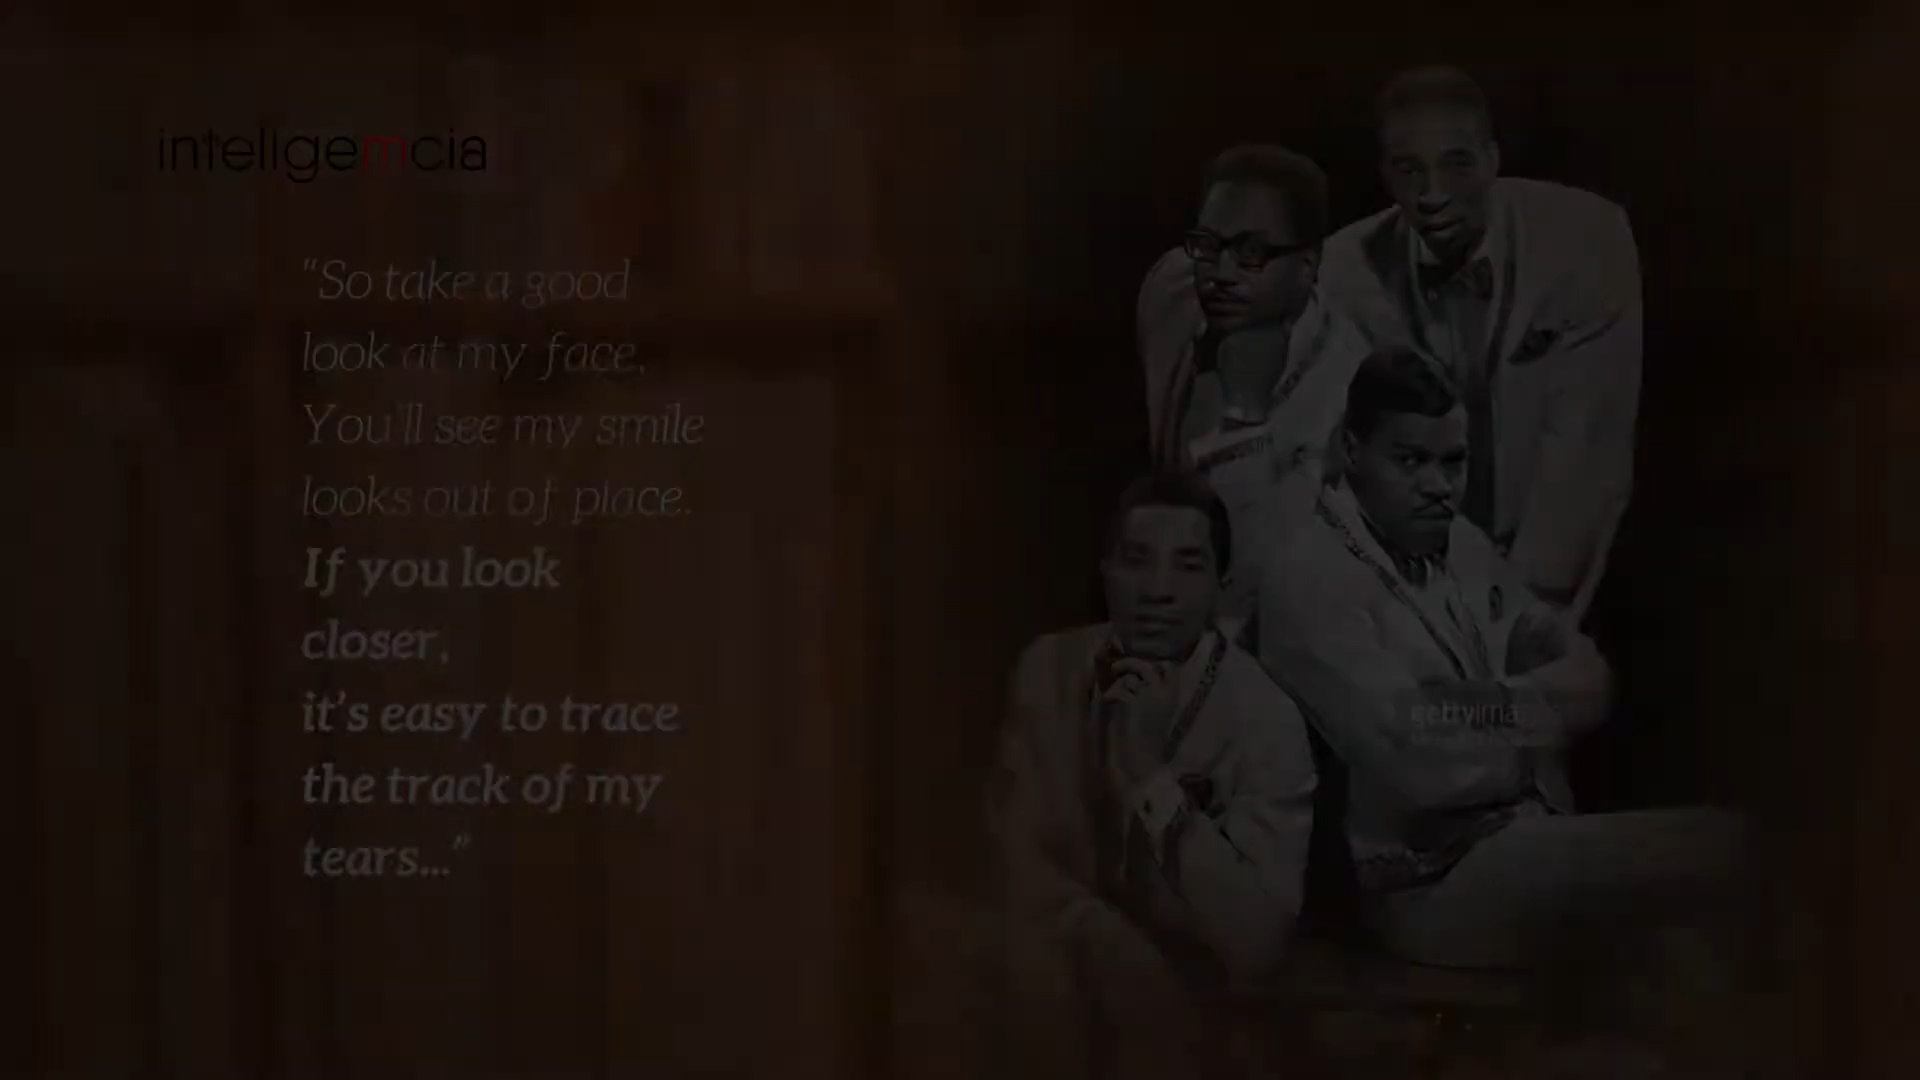 inteligemcia
“So take a good
look at my face,
You'll see my smile
looks out of place.
If you look
closer,
it’s easy to trace
the track of my
tears...”
gettyima